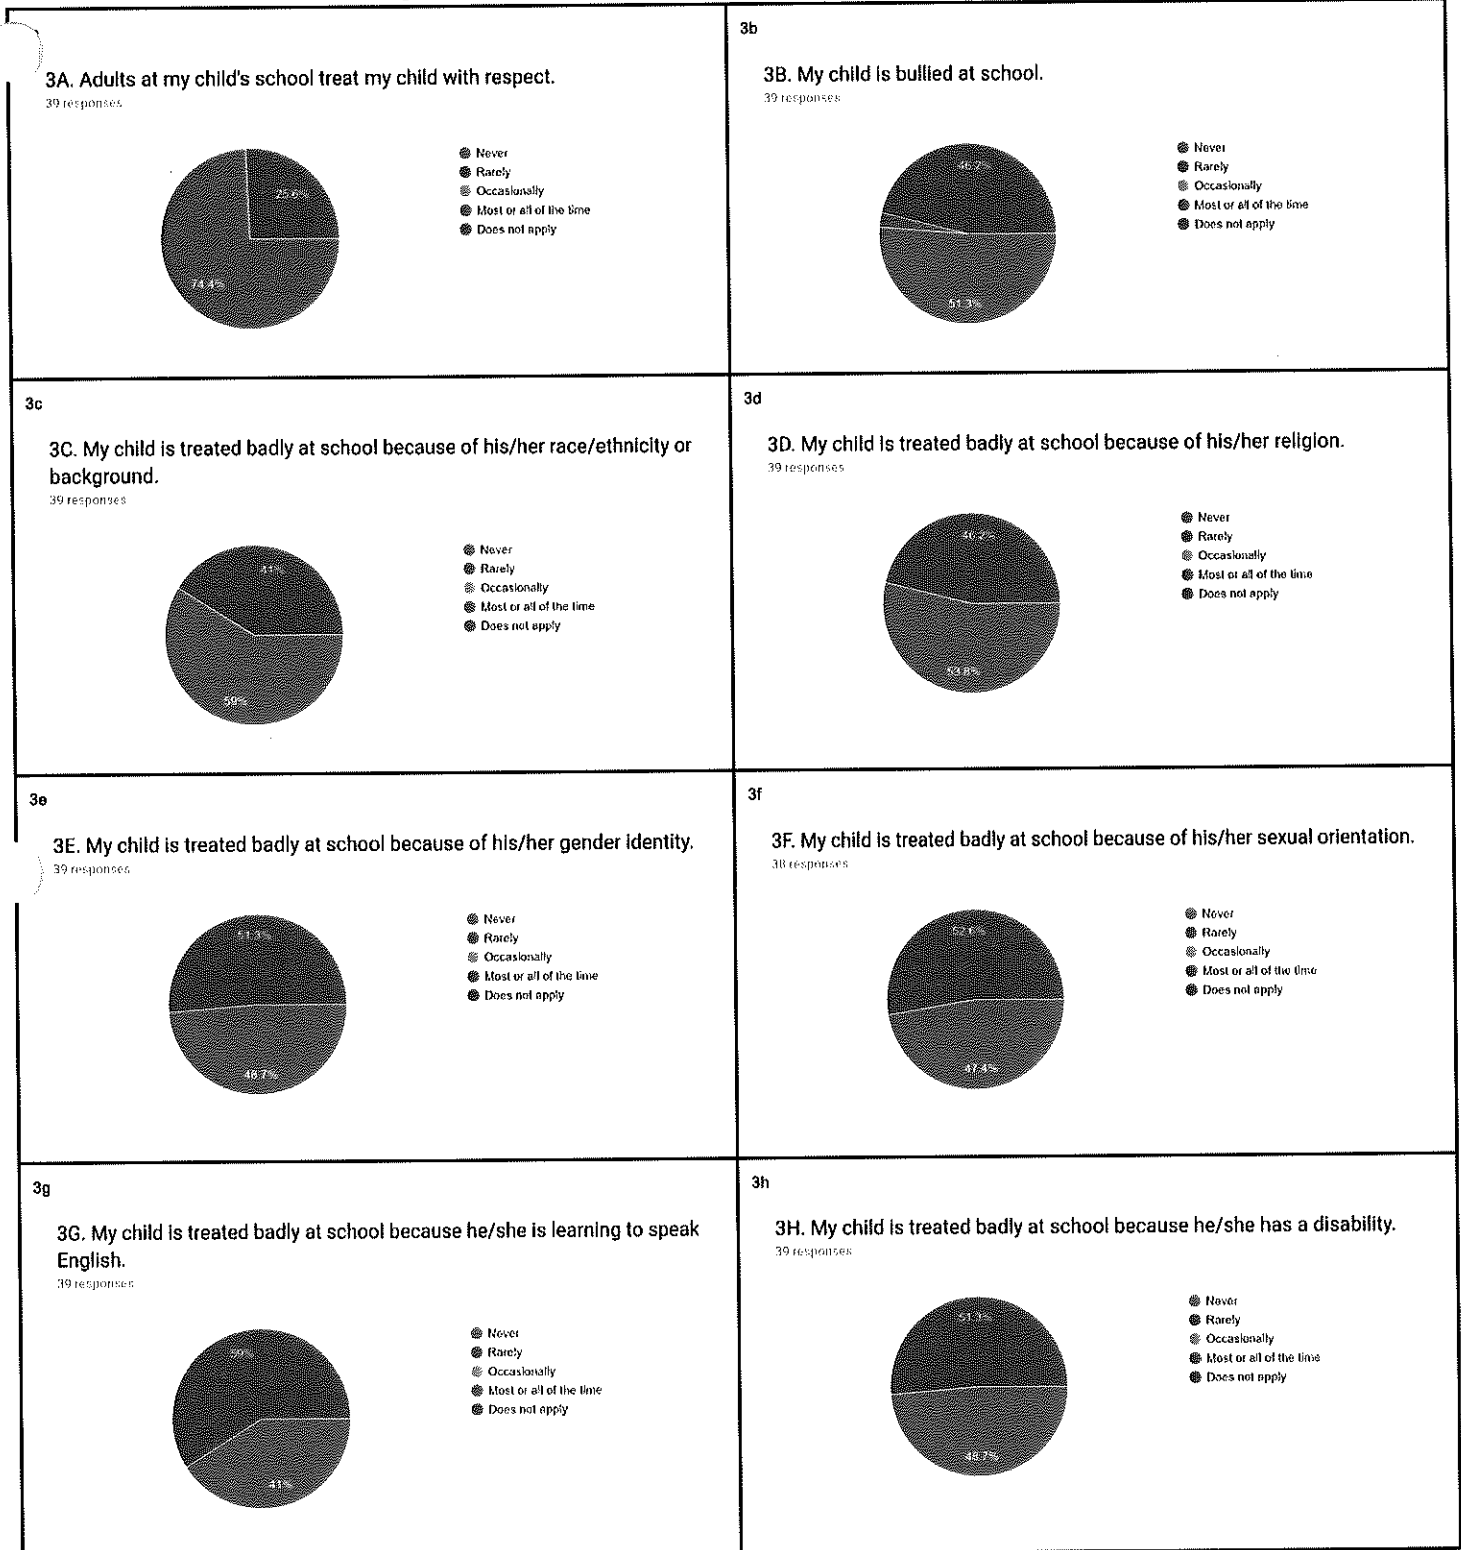 3A. Adults at my child's school treat my child with respect.
39 responses
Never
Rarely
Occasionally
Most or all of the time
Does not apply
25.6%
74.4%
3b
3B. My child is bullied at school.
39 responses
Never
Rarely
Occasionally
Most or all of the time
Does not apply
46.2%
51.3%
3c
3C. My child is treated badly at school because of his/her race/ethnicity or
background.
39 responses
Never
Rarely
Occasionally
Most or all of the time
Does not apply
41%
59%
3d
3D. My child is treated badly at school because of his/her religion.
39 responses
Never
Rarely
Occasionally
Most or all of the time
Does not apply
46.2%
53.8%
3e
3E. My child is treated badly at school because of his/her gender identity.
39 responses
Never
Rarely
Occasionally
Most or all of the time
Does not apply
51.3%
48.7%
3f
3F. My child is treated badly at school because of his/her sexual orientation.
38 responses
Never
Rarely
Occasionally
Most or all of the time
Does not apply
52.6%
47.4%
3g
3G. My child is treated badly at school because he/she is learning to speak
English.
39 responses
Never
Rarely
Occasionally
Most or all of the time
Does not apply
59%
41%
3h
3H. My child is treated badly at school because he/she has a disability.
39 responses
Never
Rarely
Occasionally
Most or all of the time
Does not apply
51.3%
48.7%